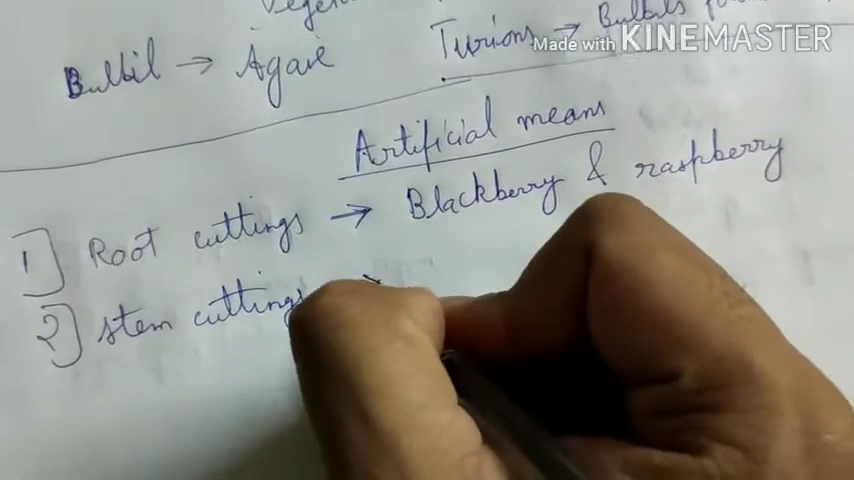 Bulbil → Agave Turions → Bulbils
Made with KINEMASTER
Artificial means
1] Root cuttings → Blackberry & raspberry
2] stem cuttings